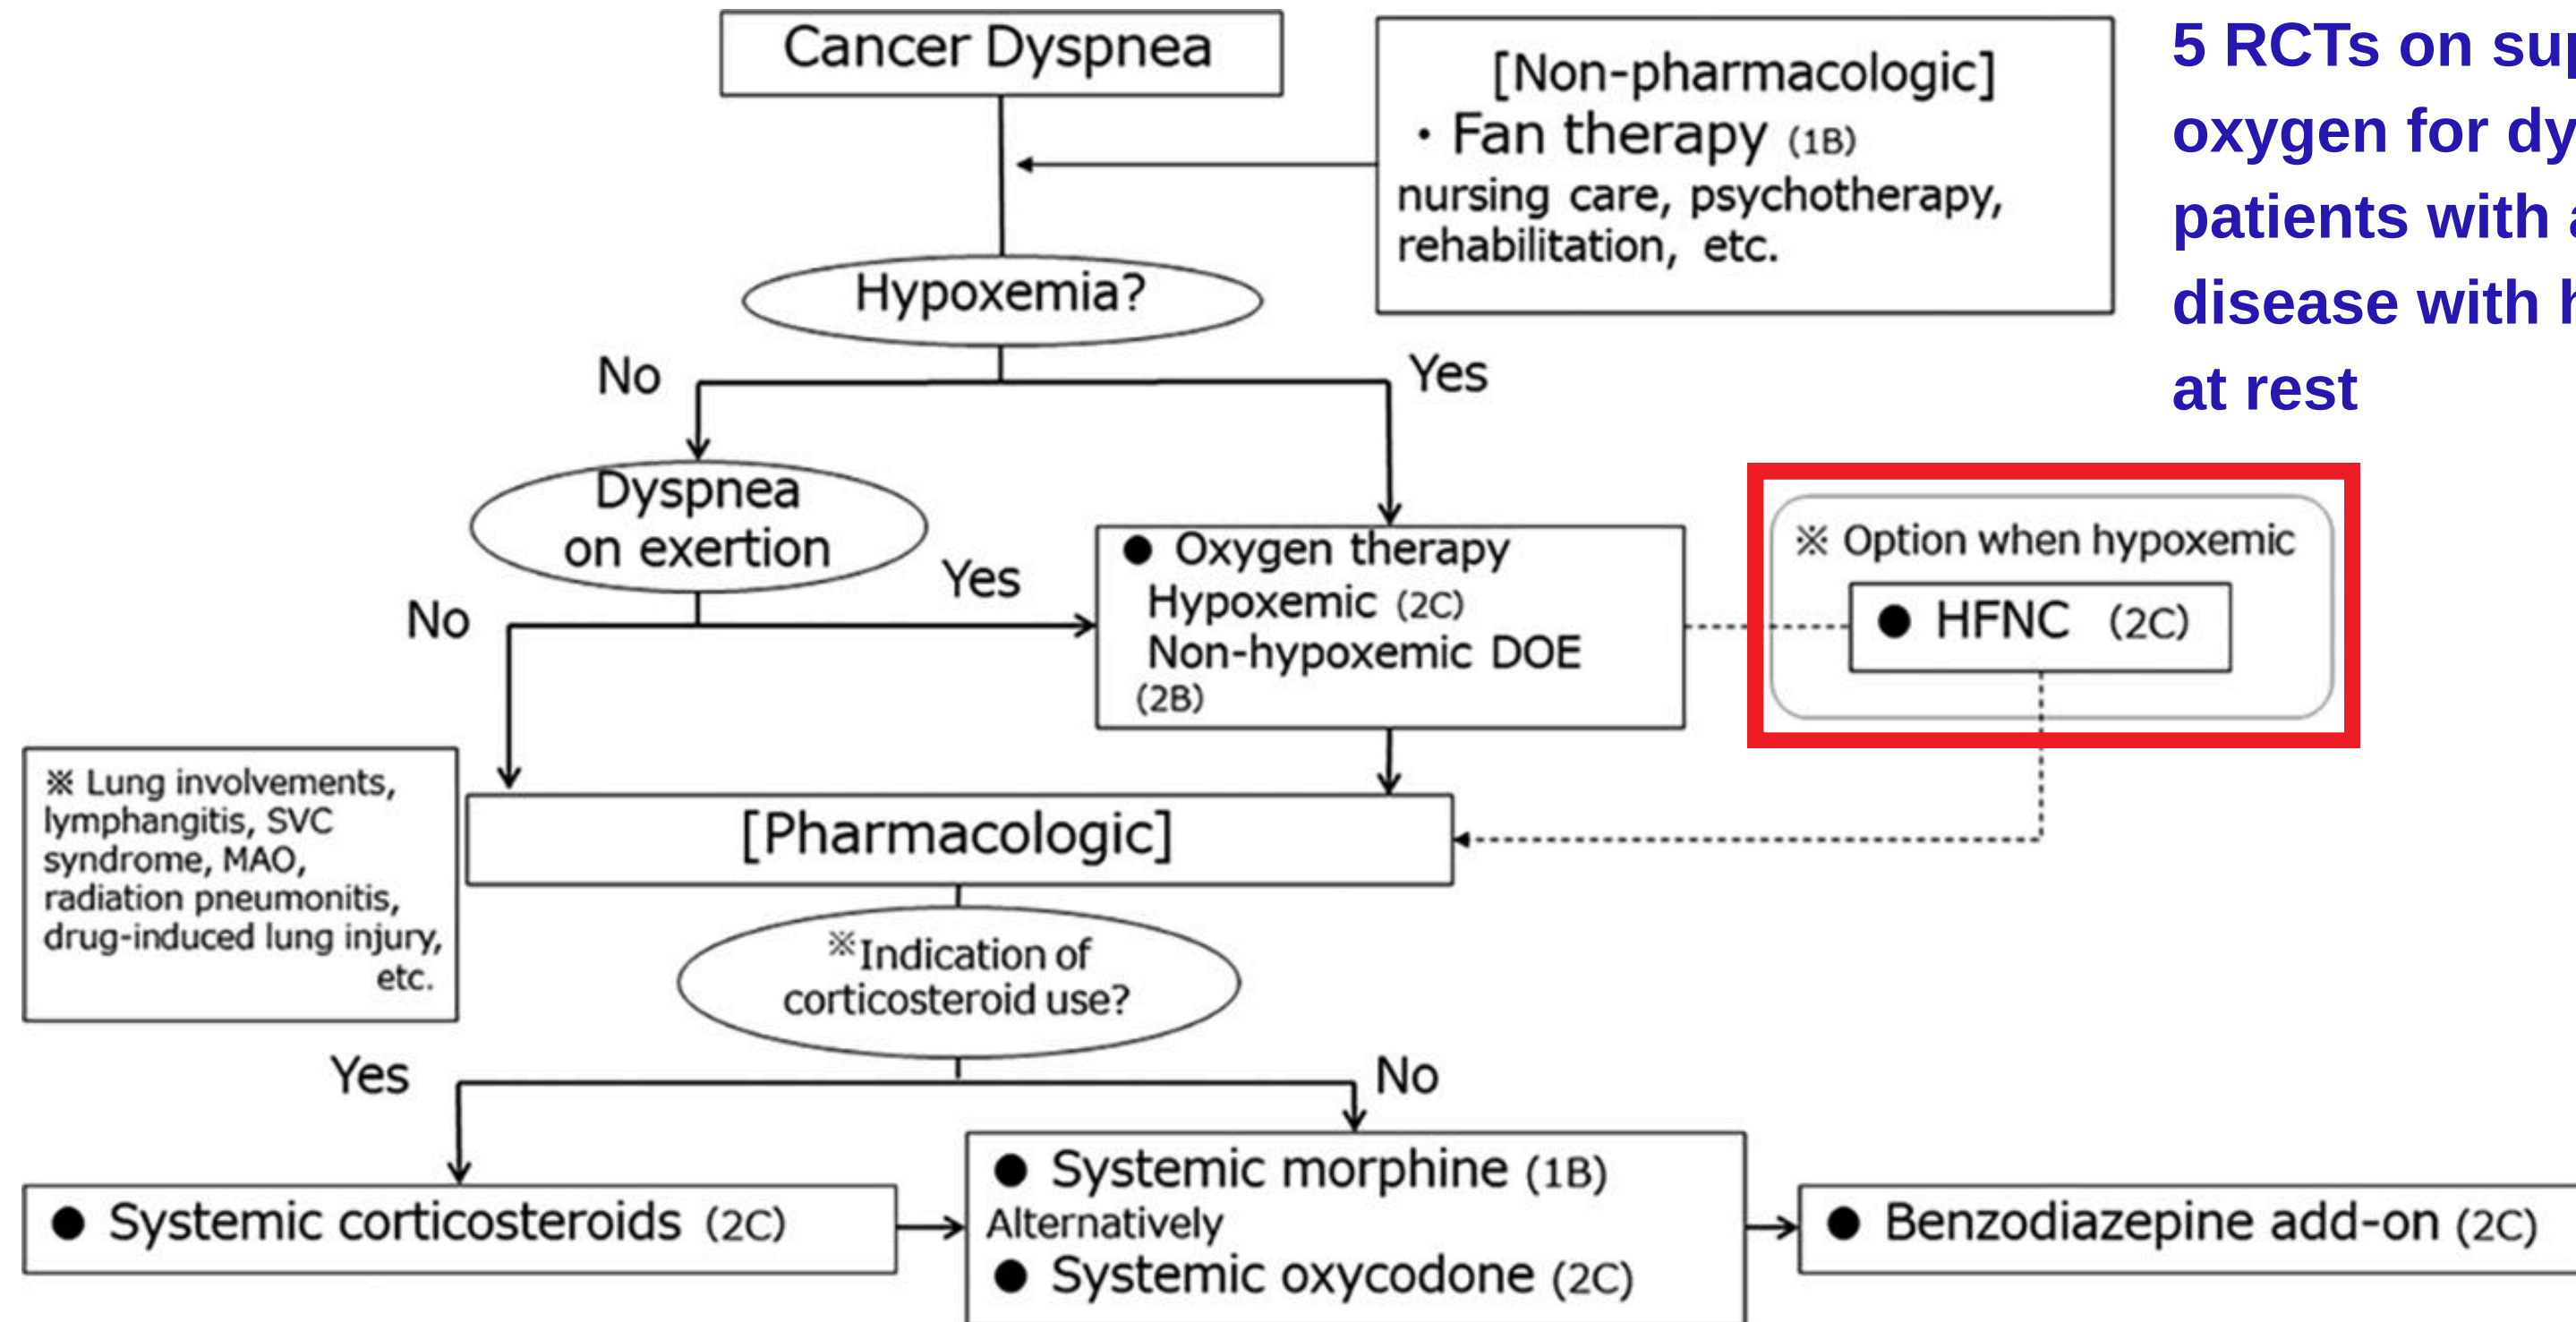 Cancer Dyspnea
[Non-pharmacologic]
・Fan therapy (1B)
nursing care, psychotherapy,
rehabilitation, etc.
5 RCTs on
oxygen for
patients with
disease with
at rest
Hypoxemia?
No
Yes
Dyspnea
on exertion
Yes
No
● Oxygen therapy
Hypoxemic (2C)
Non-hypoxemic DOE
(2B)
※ Option when hypoxemic
● HFNC (2C)
※ Lung involvements,
lymphangitis, SVC
syndrome, MAO,
radiation pneumonitis,
drug-induced lung injury,
etc.
[Pharmacologic]
※Indication of
corticosteroid use?
Yes
No
● Systemic corticosteroids (2C)
● Systemic morphine (1B)
Alternatively
● Systemic oxycodone (2C)
● Benzodiazepine add-on (2C)